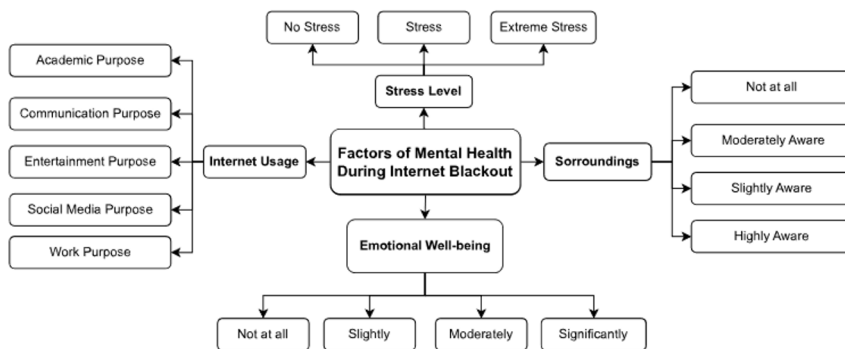 No Stress
Stress
Extreme Stress
Stress Level
Academic Purpose
Communication Purpose
Entertainment Purpose
Social Media Purpose
Work Purpose
Internet Usage
Factors of Mental Health
During Internet Blackout
Sorroundings
Not at all
Moderately Aware
Slightly Aware
Highly Aware
Emotional Well-being
Not at all
Slightly
Moderately
Significantly